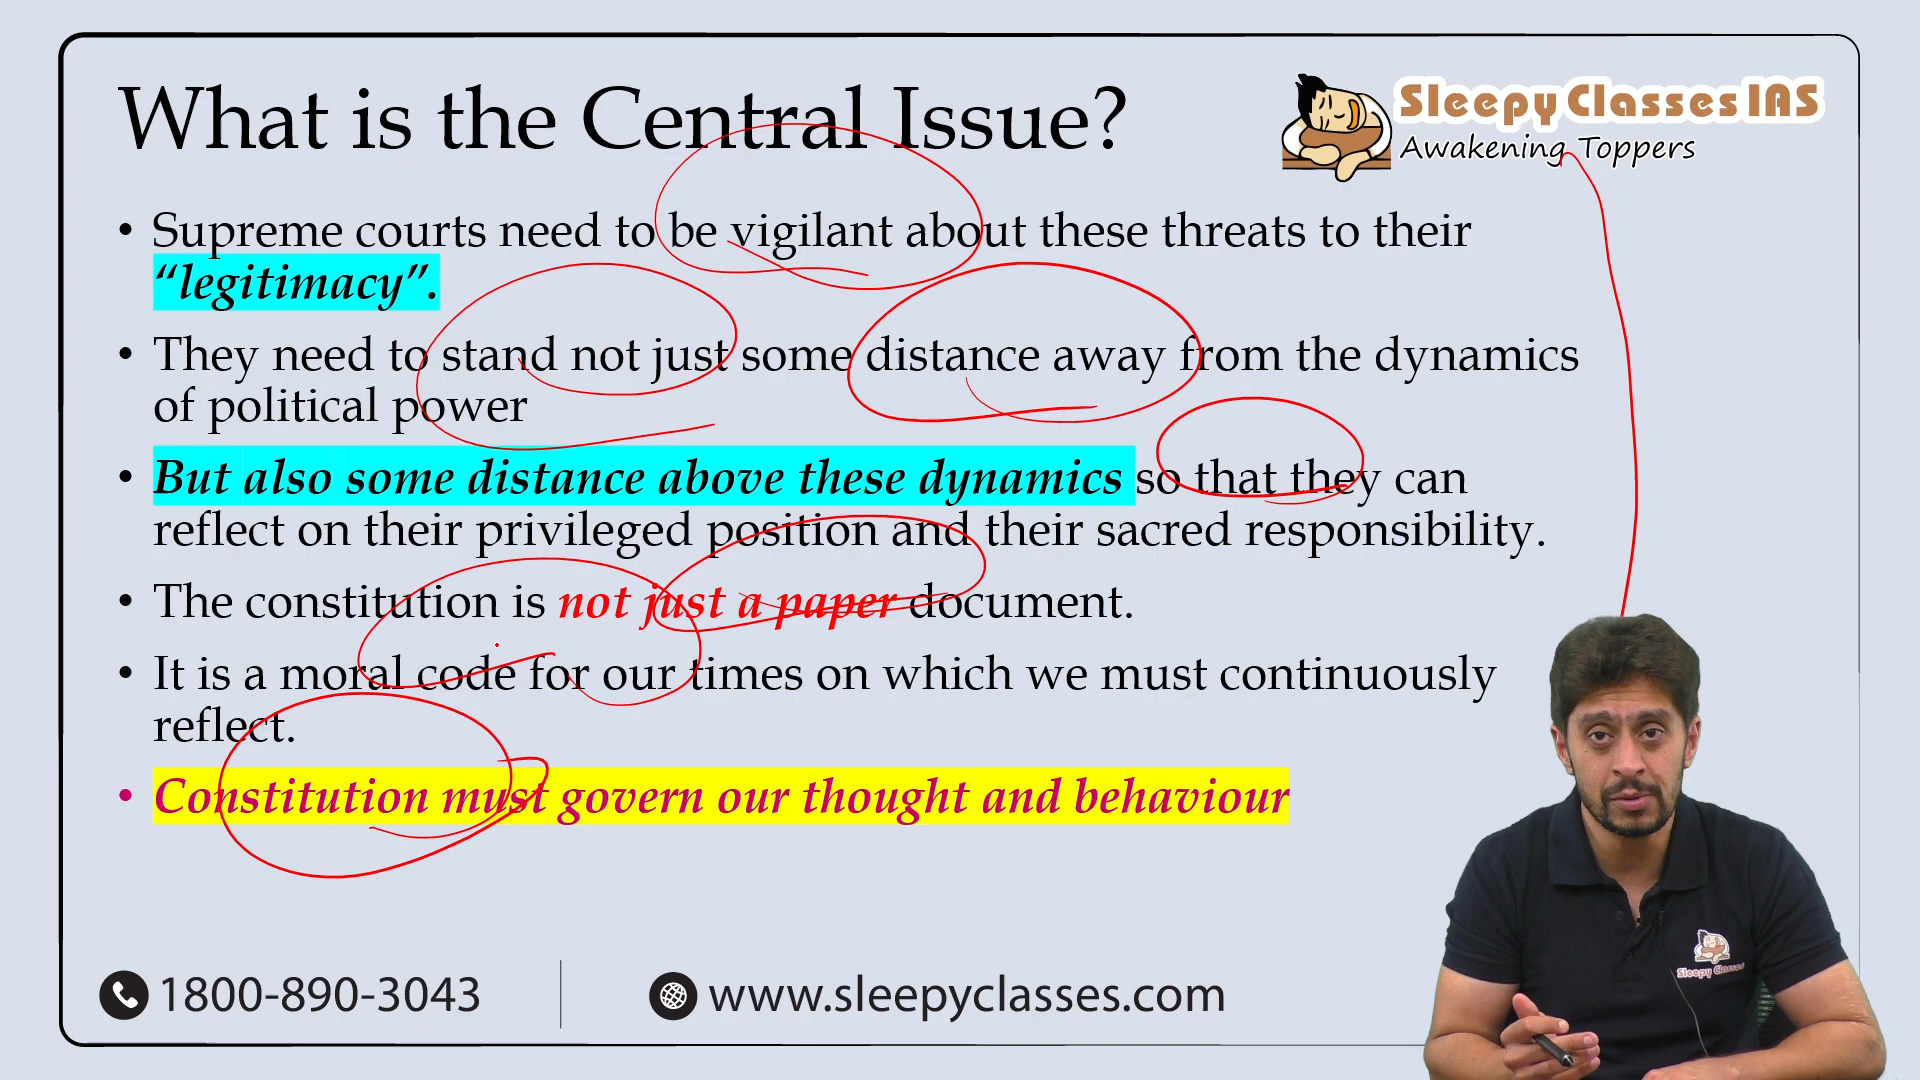 What is the Central Issue?
Sleepy Classes IAS
Awakening Toppers
• Supreme courts need to be vigilant about these threats to their
“legitimacy”.
• They need to stand not just some distance away from the dynamics
of political power
• But also some distance above these dynamics so that they can
reflect on their privileged position and their sacred responsibility.
• The constitution is not just a paper document.
• It is a moral code for our times on which we must continuously
reflect.
• Constitution must govern our thought and behaviour
Sleepy Classes
1800-890-3043
www.sleepyclasses.com